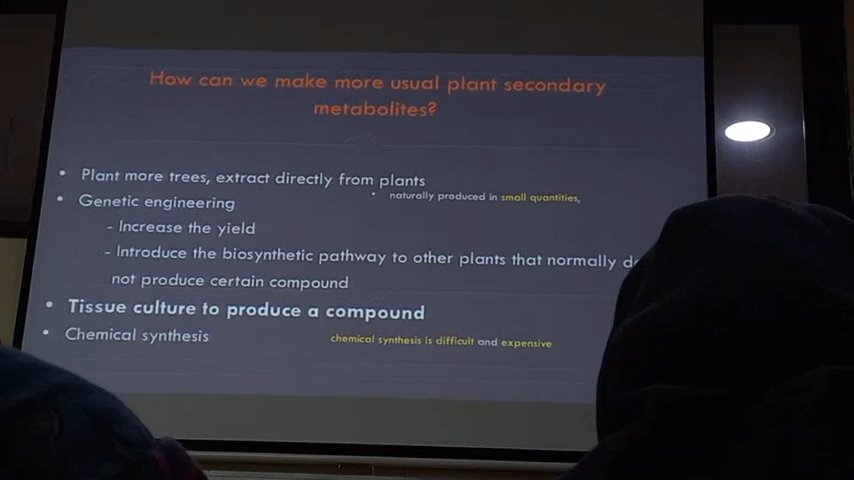 How can we make more usual plant secondary
metabolites?
• Plant more trees, extract directly from plants
• naturally produced in small quantities,
• Genetic engineering
- Increase the yield
- Introduce the biosynthetic pathway to other plants that normally
not produce certain compound
• Tissue culture to produce a compound
• Chemical synthesis
chemical synthesis is difficult and expensive